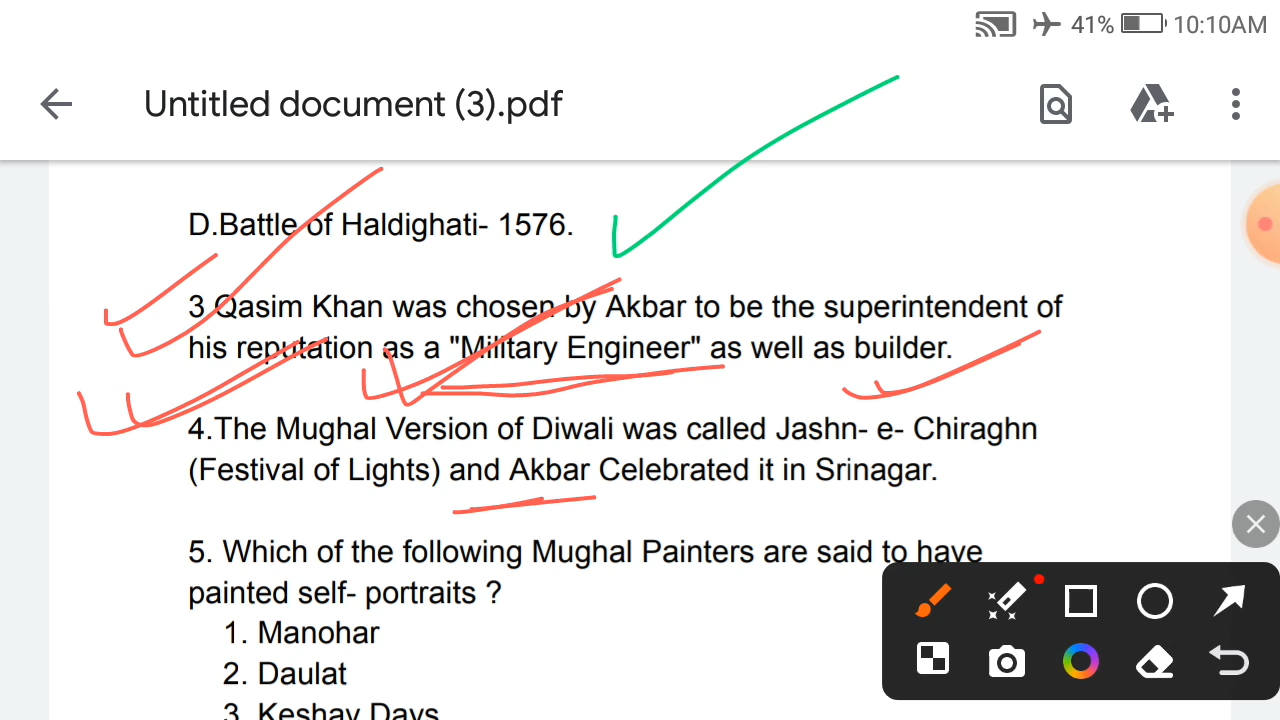 41% 10:10AM
Untitled document (3).pdf
D.Battle of Haldighati- 1576.
3 Qasim Khan was chosen by Akbar to be the superintendent of
his reputation as a "Military Engineer" as well as builder.
4.The Mughal Version of Diwali was called Jashn- e- Chiraghn
(Festival of Lights) and Akbar Celebrated it in Srinagar.
5. Which of the following Mughal Painters are said to have
painted self- portraits ?
1. Manohar
2. Daulat
3. Keshav Days